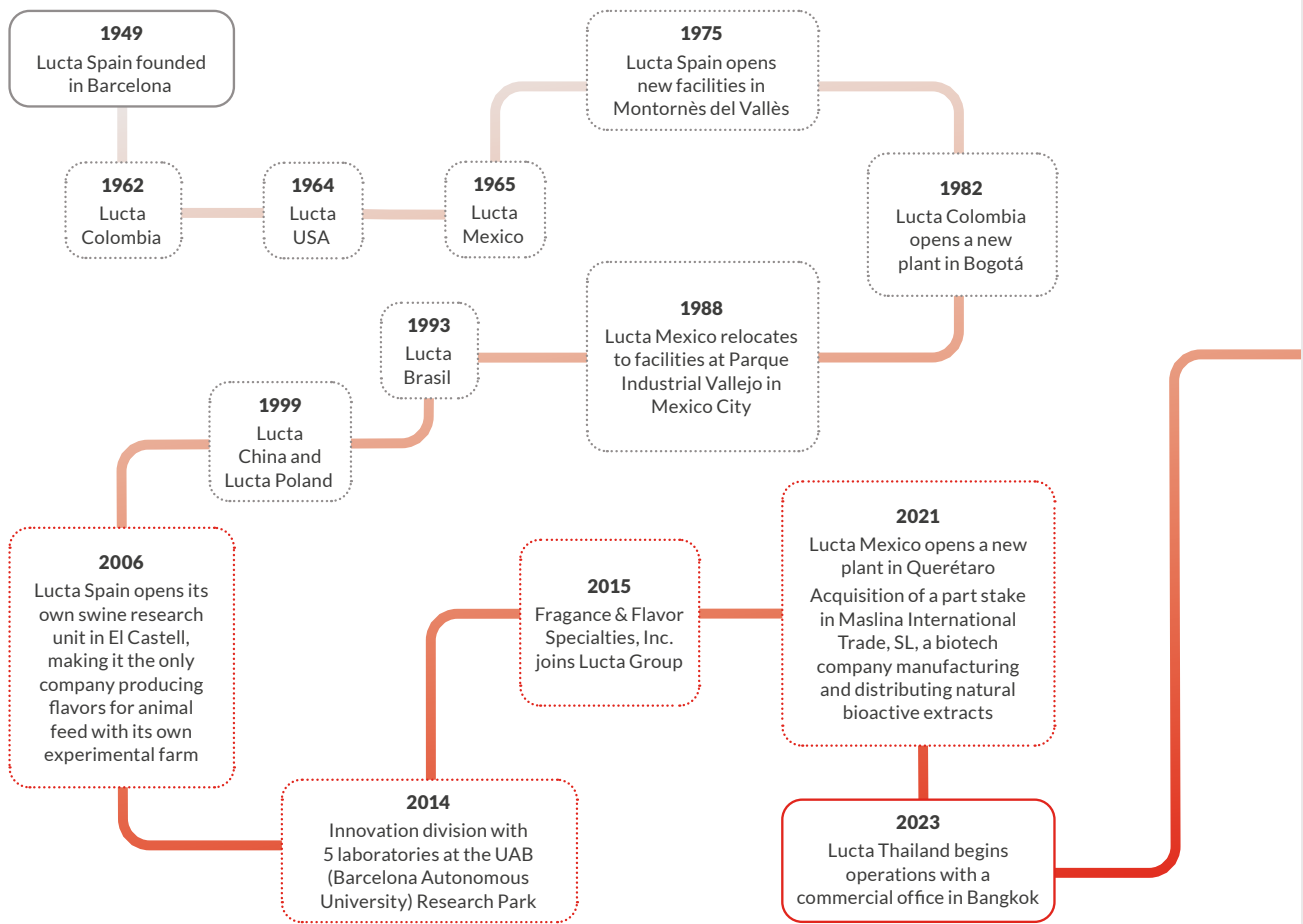 1949
Lucta Spain founded
in Barcelona
1962
Lucta
Colombia
1964
Lucta
USA
1965
Lucta
Mexico
1975
Lucta Spain opens
new facilities in
Montornès del Vallès
1982
Lucta Colombia
opens a new
plant in Bogotá
1988
Lucta Mexico relocates
to facilities at Parque
Industrial Vallejo in
Mexico City
1993
Lucta
Brasil
1999
Lucta
China and
Lucta Poland
2006
Lucta Spain opens its
own swine research
unit in El Castell,
making it the only
company producing
flavors for animal
feed with its own
experimental farm
2014
Innovation division with
5 laboratories at the UAB
(Barcelona Autonomous
University) Research Park
2015
Fragance & Flavor
Specialties, Inc.
joins Lucta Group
2021
Lucta Mexico opens a new
plant in Querétaro
Acquisition of a part stake
in Maslina International
Trade, SL, a biotech
company manufacturing
and distributing natural
bioactive extracts
2023
Lucta Thailand begins
operations with a
commercial office in Bangkok